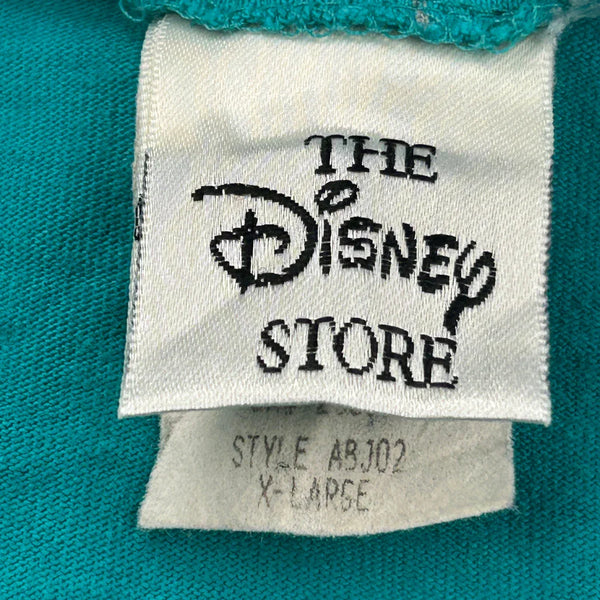 THE
Disney
STORE
STYLE ABJ02
X-LARGE